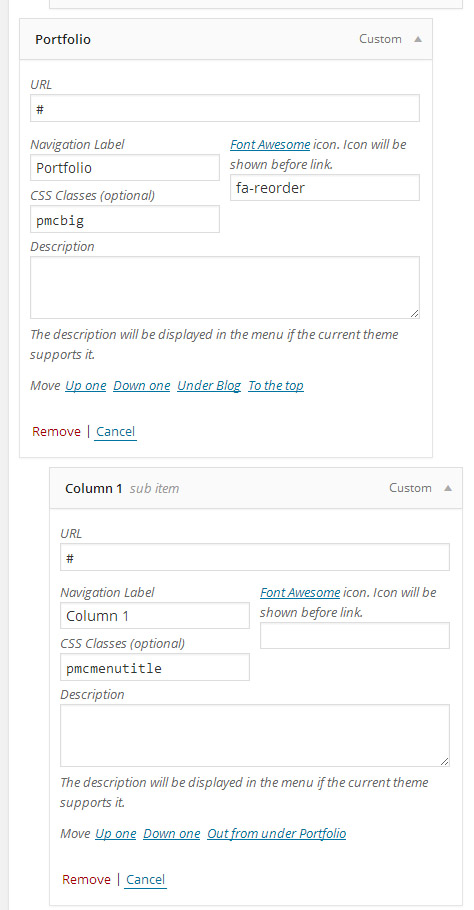 Portfolio Custom
URL
#
Navigation Label
Font Awesome icon. Icon will be
shown before link.
Portfolio
fa-reorder
CSS Classes (optional)
pmcbig
Description
The description will be displayed in the menu if the current theme
supports it.
Move Up one Down one Under Blog To the top
Remove | Cancel
Column 1 sub item Custom
URL
#
Navigation Label
Font Awesome icon. Icon will be
shown before link.
Column 1
CSS Classes (optional)
pmcmenutitle
Description
The description will be displayed in the menu if the current theme
supports it.
Move Up one Down one Out from under Portfolio
Remove | Cancel